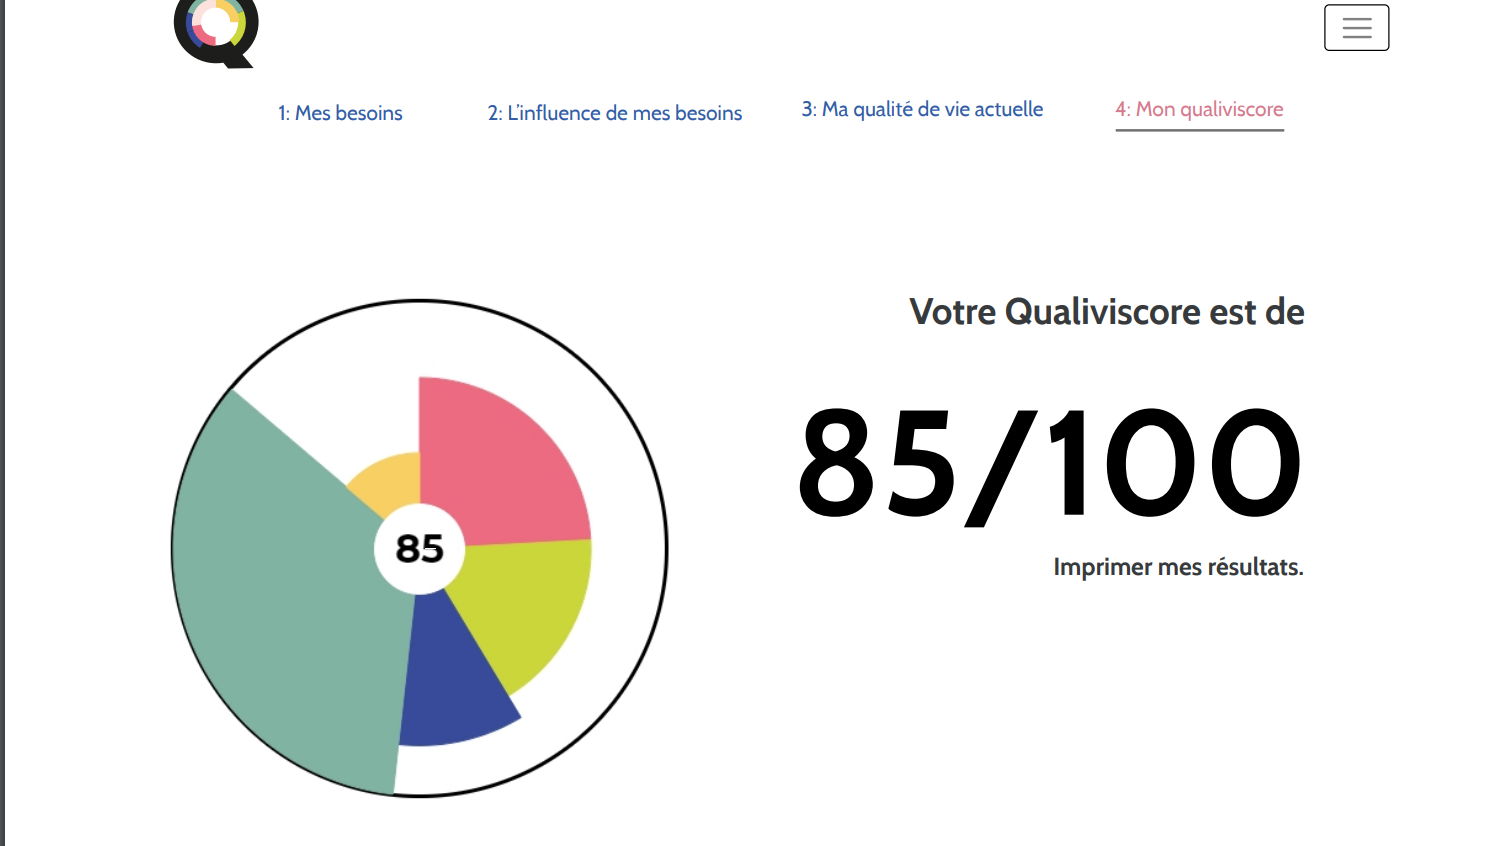 1: Mes besoins
2: L'influence de mes besoins
3: Ma qualité de vie actuelle
4: Mon qualiviscore
Votre Qualiviscore est de
85/100
Imprimer mes résultats.
85